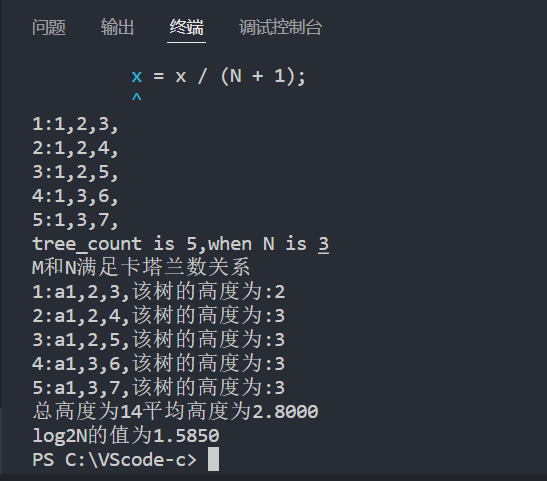 问题 输出 终端 调试控制台
x = x / (N + 1);
^
1:1,2,3,
2:1,2,4,
3:1,2,5,
4:1,3,6,
5:1,3,7,
tree_count is 5,when N is 3
M和N满足卡塔兰数关系
1:a1,2,3,该树的高度为:2
2:a1,2,4,该树的高度为:3
3:a1,2,5,该树的高度为:3
4:a1,3,6,该树的高度为:3
5:a1,3,7,该树的高度为:3
总高度为14平均高度为2.8000
log2N的值为1.5850
PS C:\VScode-c>